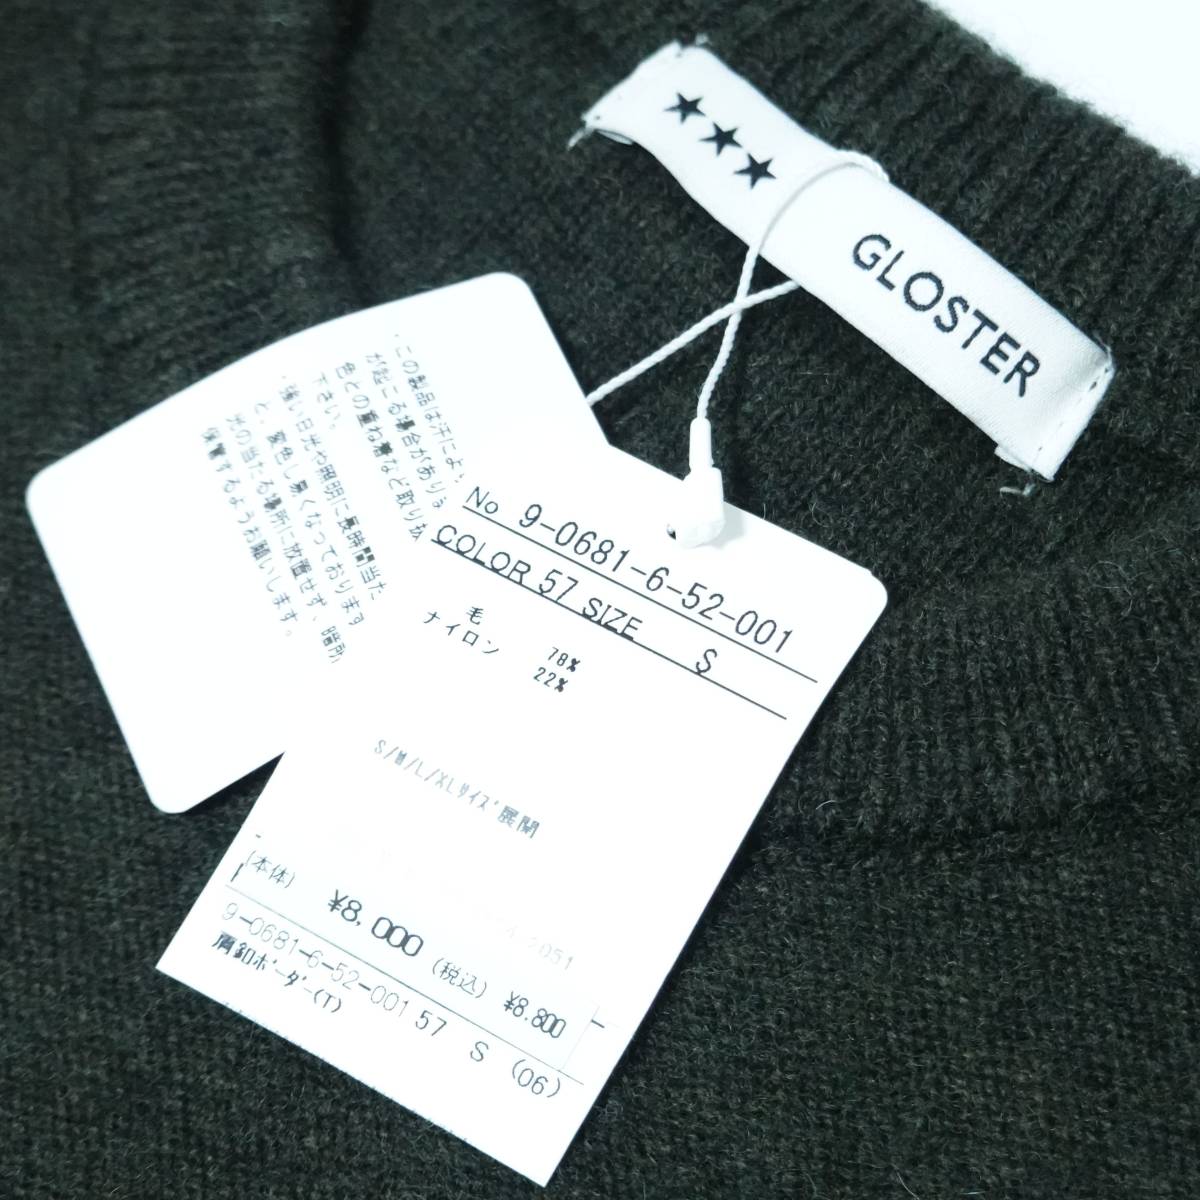 ★★★
GLOSTER
・この製品は汗によ
が起こる場合があり
色との重ね着など取り扱
下さい。
・強い日光や照明に長時間当た
と、変色し易くなっております
光の当たる場所に放置せず、暗所
保管するようお願いします。
No 9-0681-6-52-001
COLOR 57 SIZE S
毛 78%
ナイロン 22%
S/M/L/XLサイズ展開
2051
(本体) ¥8,000 (税込) ¥8,800
9-0681-6-52-001 57 S (06)
肩釦ボーダー(T)